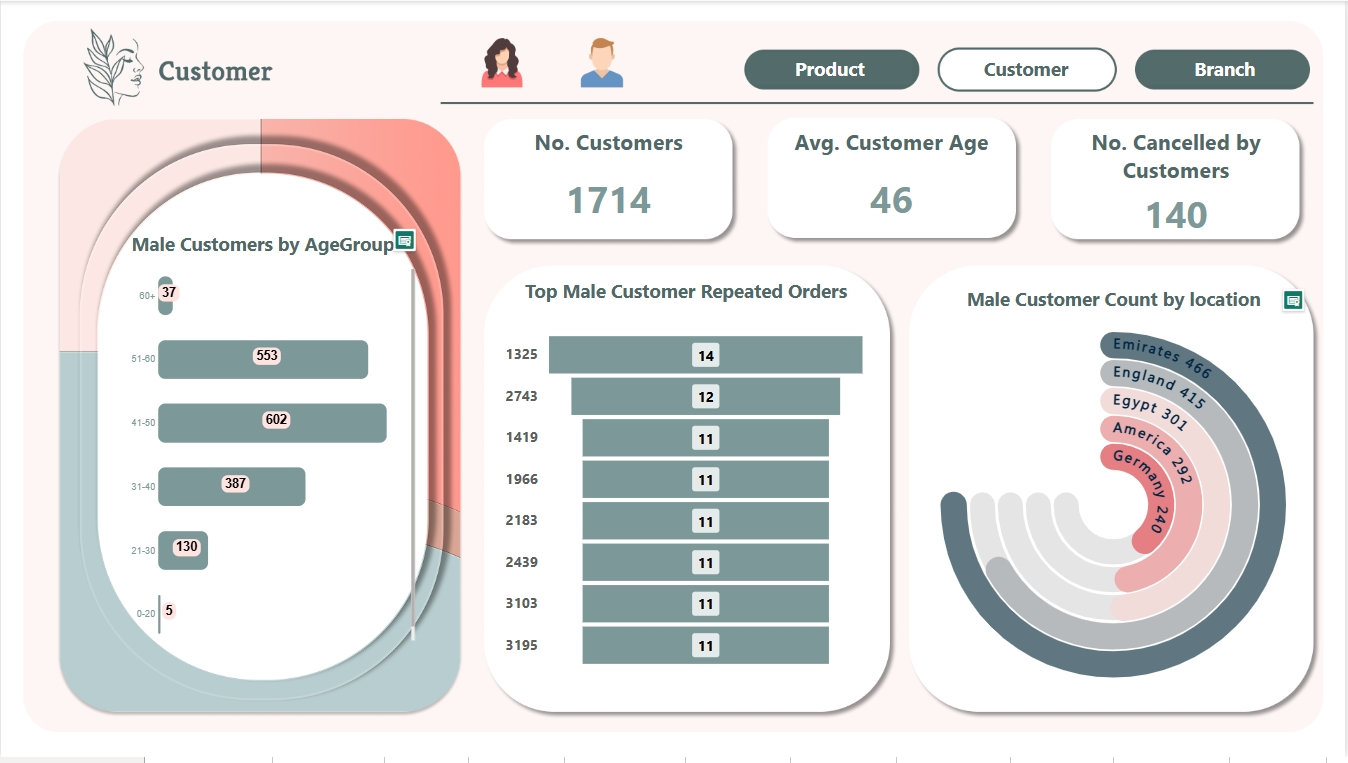 Customer
Product
Customer
Branch
No. Customers
1714
Avg. Customer Age
46
No. Cancelled by
Customers
140
Male Customers by AgeGroup
60+ 37
51-60 553
41-50 602
31-40 387
21-30 130
0-20 5
Top Male Customer Repeated Orders
1325 14
2743 12
1419 11
1966 11
2183 11
2439 11
3103 11
3195 11
Male Customer Count by location
Emirates 466
England 415
Egypt 301
America 292
Germany 240